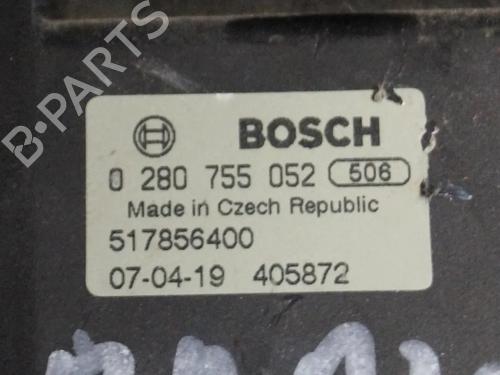 B-PARTS
BOSCH
0 280 755 052 506
Made in Czech Republic
517856400
07-04-19 405872